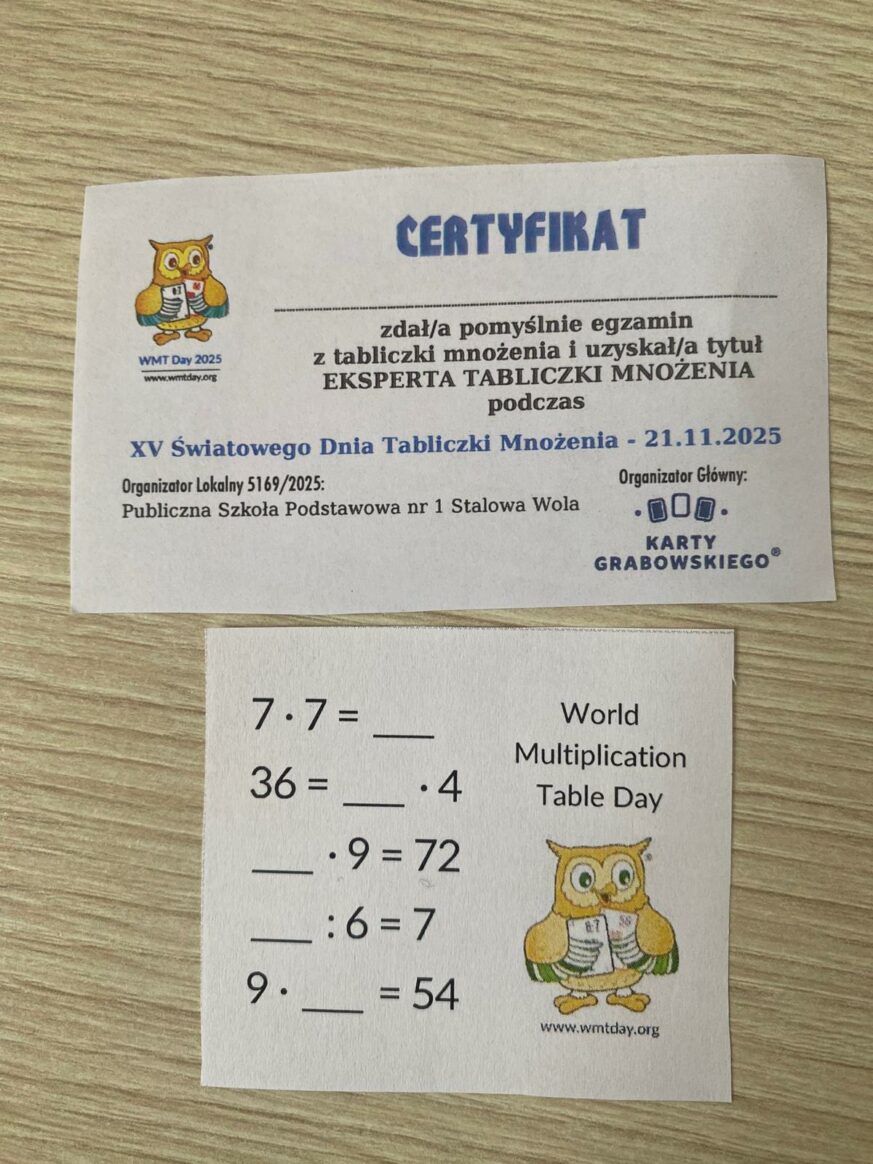 CERTYFIKAT
zdał/a pomyślnie egzamin
z tabliczki mnożenia i uzyskał/a tytuł
EKSPERTA TABLICZKI MNOŻENIA
podczas
WMT Day 2025
www.wmtday.org
XV Światowego Dnia Tabliczki Mnożenia - 21.11.2025
Organizator Lokalny 5169/2025:
Publiczna Szkoła Podstawowa nr 1 Stalowa Wola
Organizator Główny:
KARTY
GRABOWSKIEGO®
7 · 7 = ___
36 = ___ · 4
___ · 9 = 72
___ : 6 = 7
9 · ___ = 54
World
Multiplication
Table Day
www.wmtday.org